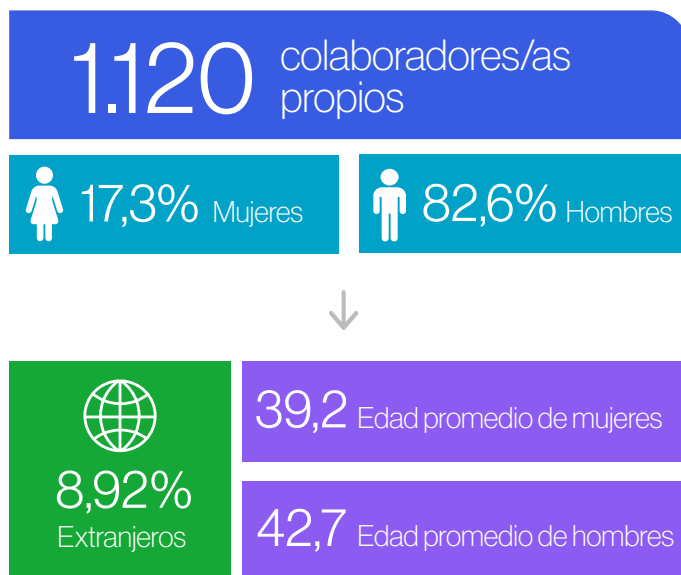 1.120 colaboradores/as
propios
17,3% Mujeres
82,6% Hombres
8,92%
Extranjeros
39,2 Edad promedio de mujeres
42,7 Edad promedio de hombres